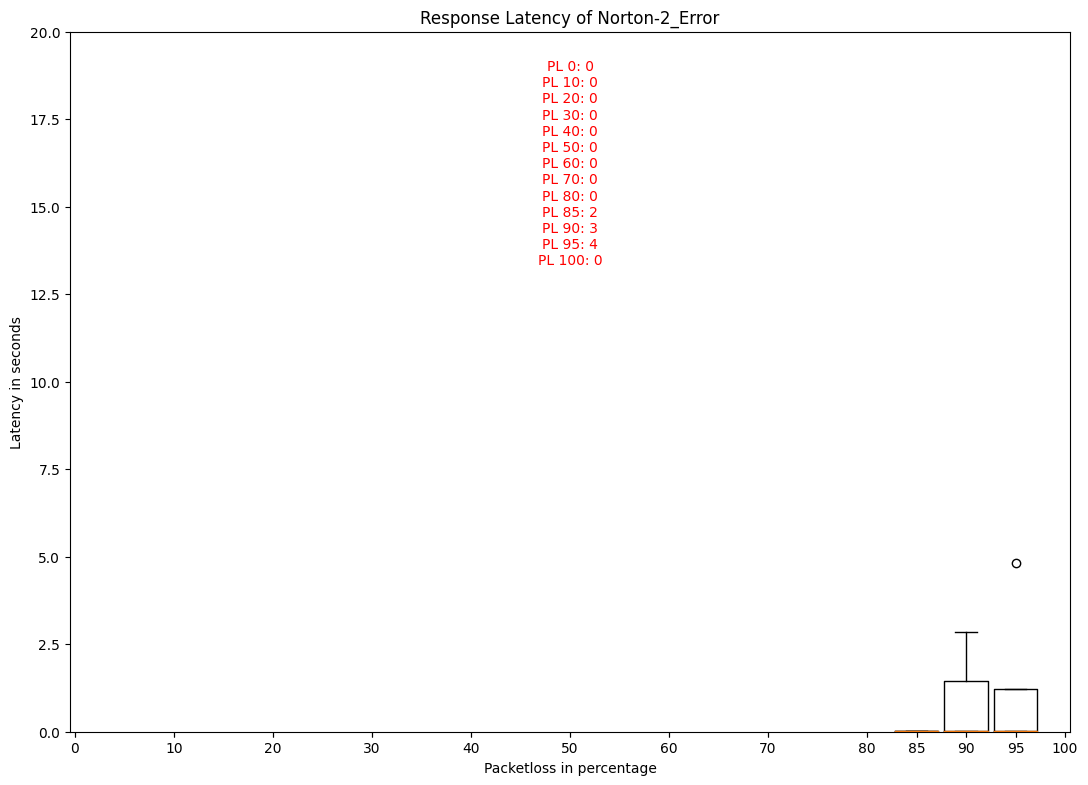 Response Latency of Norton-2_Error
20.0
17.5
15.0
12.5
10.0
7.5
5.0
2.5
0.0
Latency in seconds
PL 0: 0
PL 10: 0
PL 20: 0
PL 30: 0
PL 40: 0
PL 50: 0
PL 60: 0
PL 70: 0
PL 80: 0
PL 85: 2
PL 90: 3
PL 95: 4
PL 100: 0
0 10 20 30 40 50 60 70 80 85 90 95 100
Packetloss in percentage